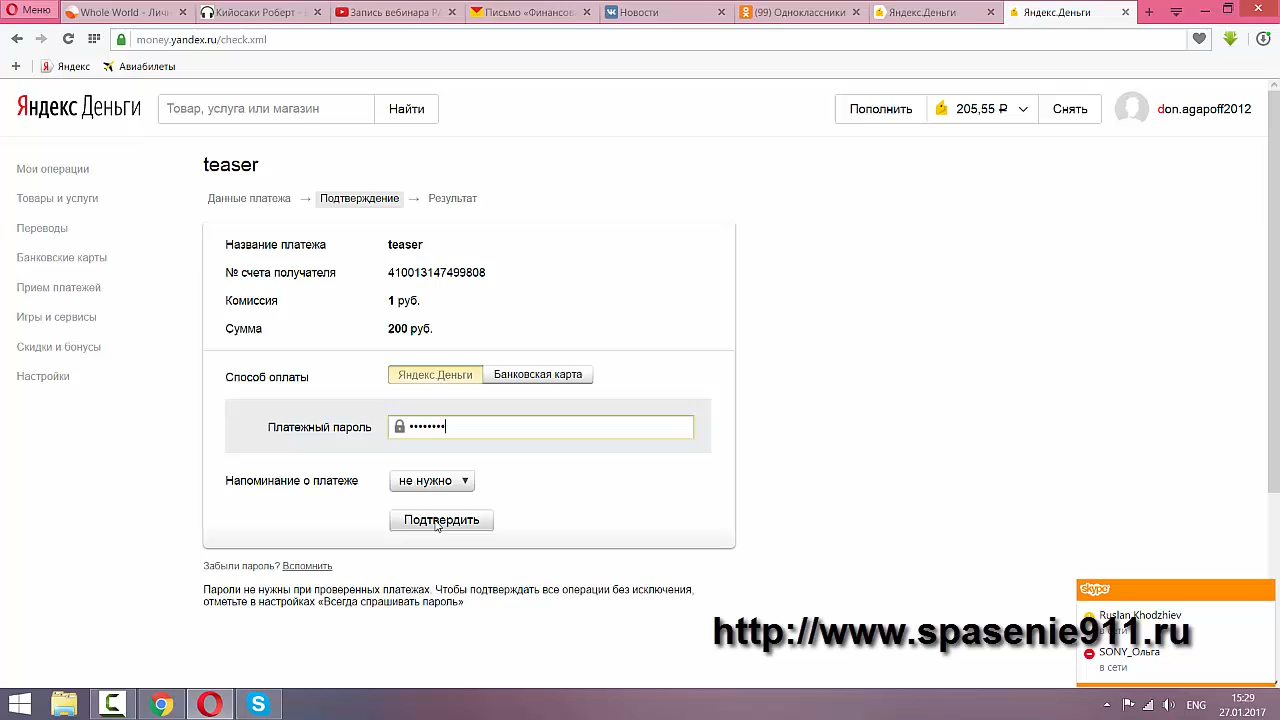 Меню
Whole World - Личн
Кийосаки Роберт -
Запись вебинара РА
Письмо «Финансов
Новости
(99) Одноклассники
Яндекс.Деньги
Яндекс.Деньги
money.yandex.ru/check.xml
Яндекс
Авиабилеты
Яндекс Деньги
Товар, услуга или магазин
Найти
Пополнить
205,55 ₽
Снять
don.agapoff2012
Мои операции
Товары и услуги
Переводы
Банковские карты
Прием платежей
Игры и сервисы
Скидки и бонусы
Настройки
teaser
Данные платежа → Подтверждение → Результат
Название платежа teaser
№ счета получателя 410013147499808
Комиссия 1 руб.
Сумма 200 руб.
Способ оплаты Яндекс.Деньги Банковская карта
Платежный пароль ••••••••
Напоминание о платеже не нужно
Подтвердить
Забыли пароль? Вспомнить
Пароли не нужны при проверенных платежах. Чтобы подтверждать все операции без исключения,
отметьте в настройках «Всегда спрашивать пароль»
skype
Ruslan Khodzhiev
в сети
SONY_Ольга
в сети
http://www.spasenie911.ru
ENG
15:29
27.01.2017